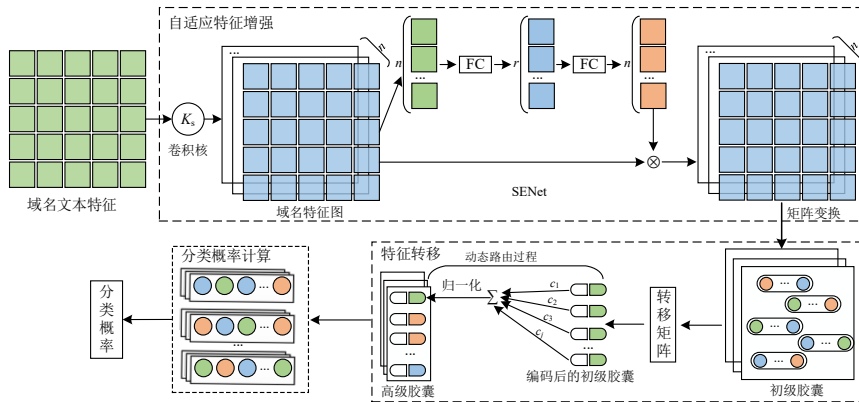 自适应特征增强
n
n
r
n
n
...
FC
FC
...
...
...
...
Ks
卷积核
⊗
SENet
域名文本特征
域名特征图
矩阵变换
分类概率计算
特征转移
动态路由过程
归一化
Σ
c1
c2
c3
cj
...
...
...
...
...
...
...
...
...
...
...
分类概率
转移矩阵
高级胶囊
编码后的初级胶囊
初级胶囊